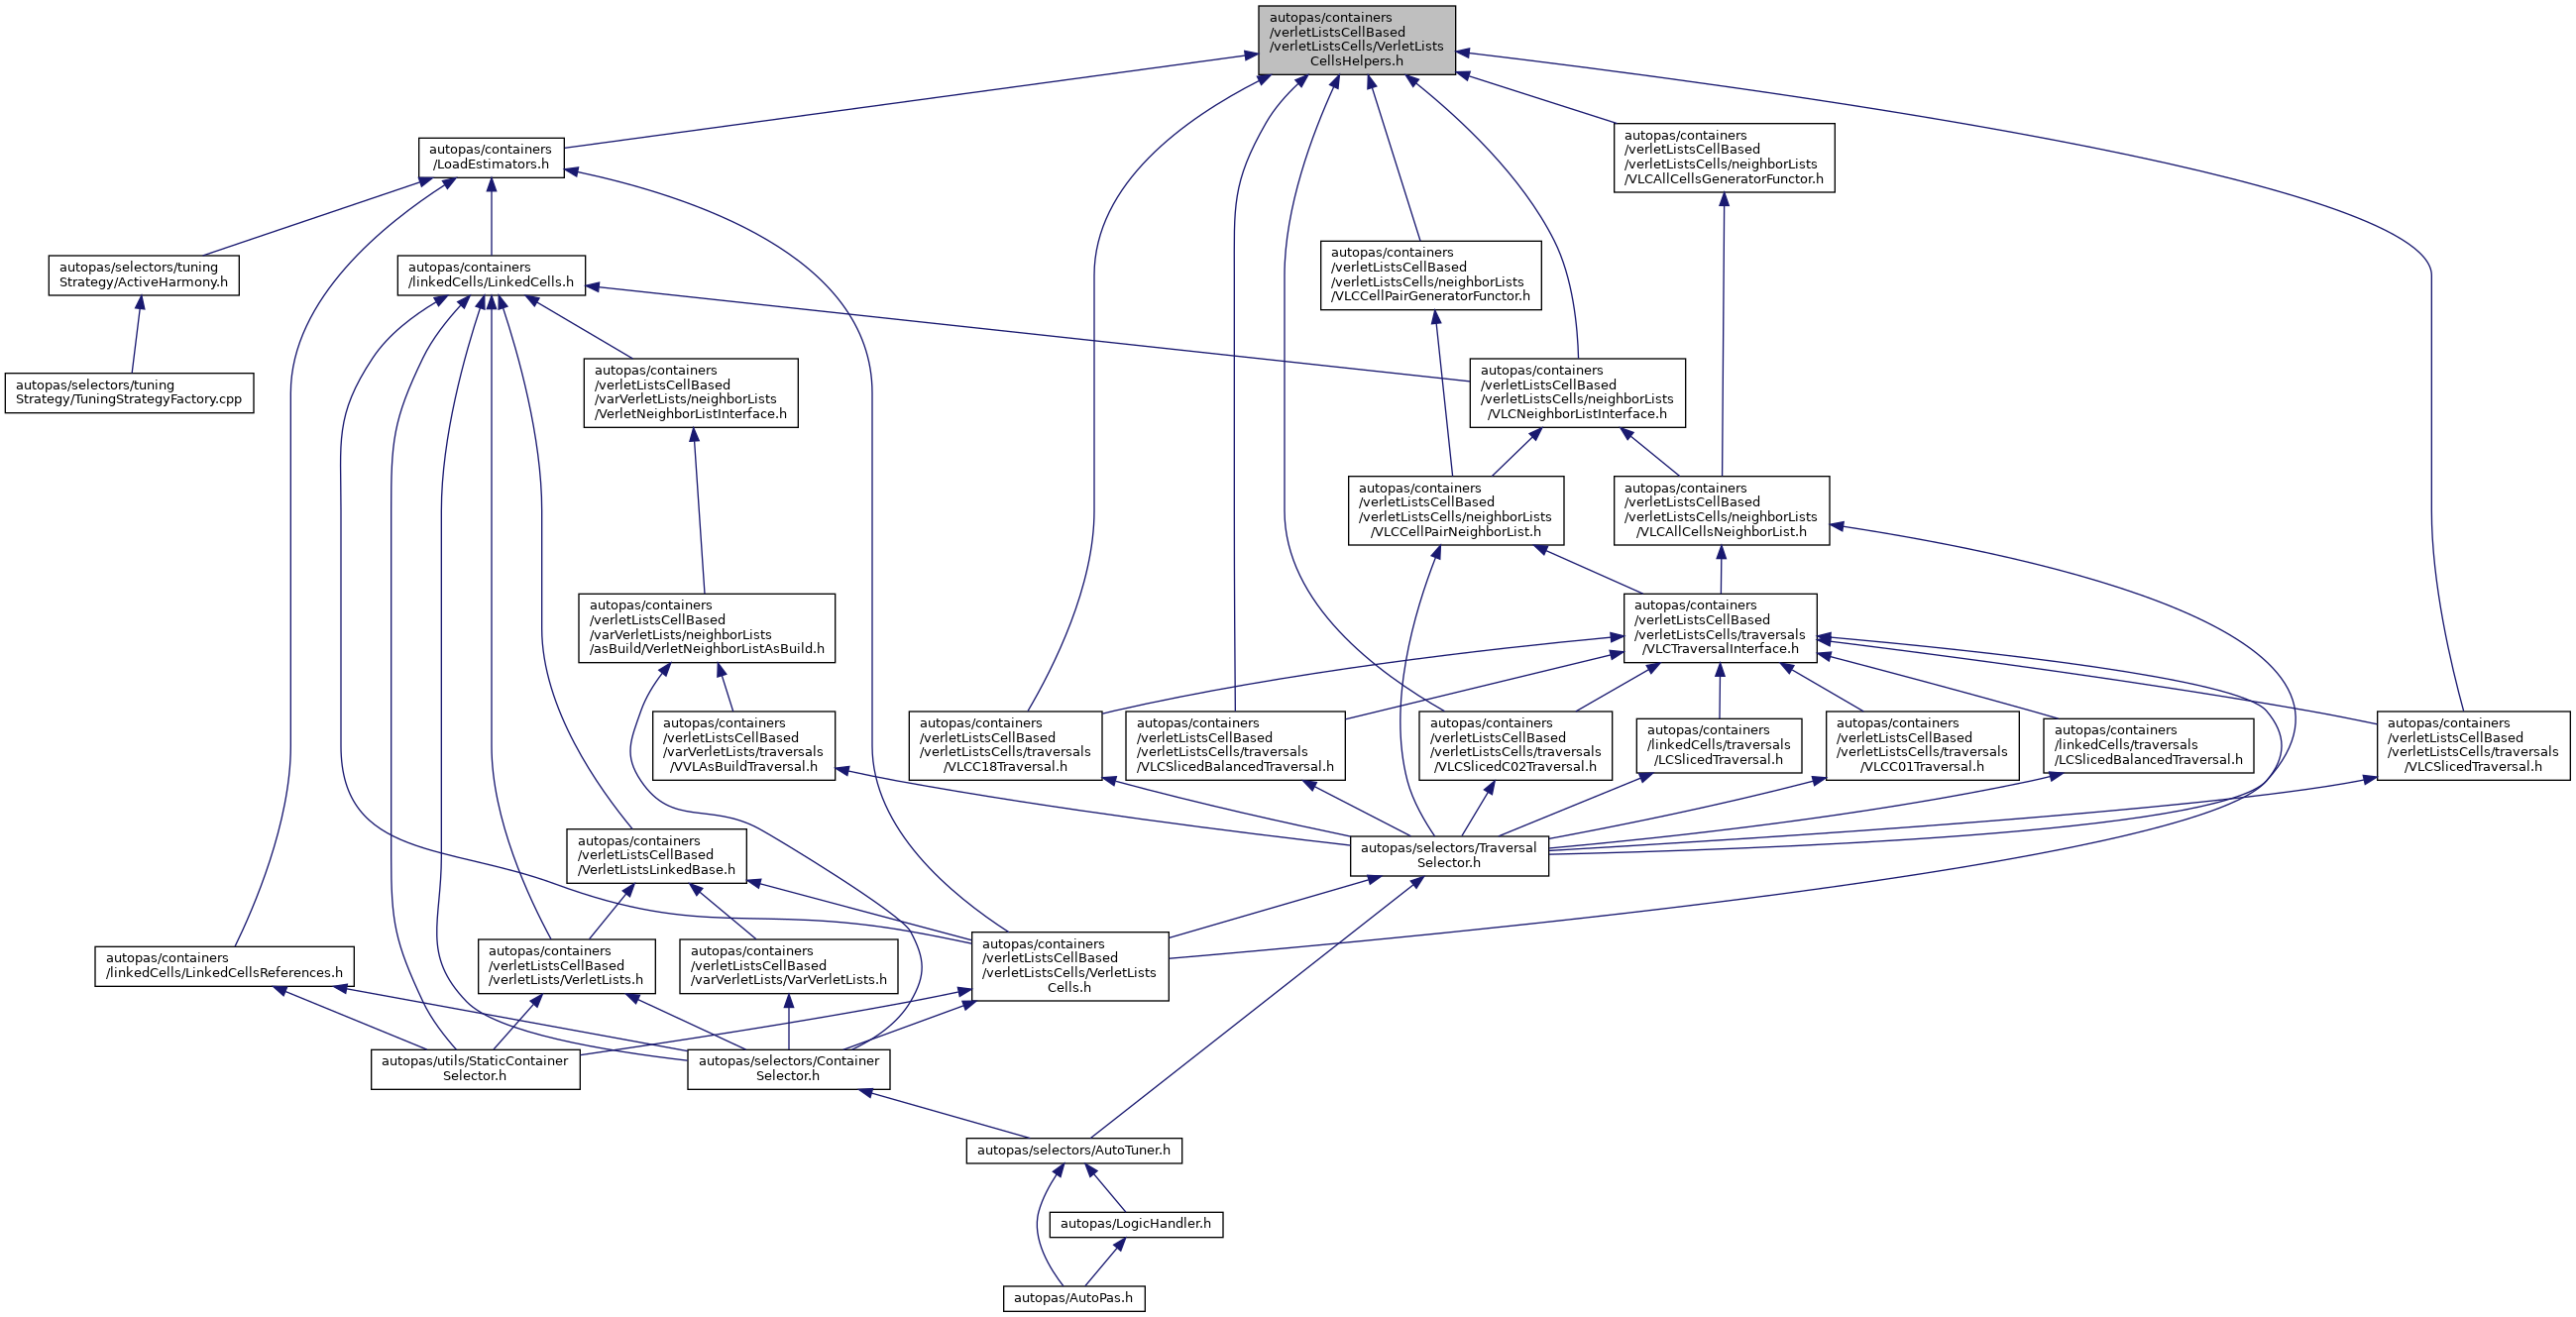 autopas/containers
/verletListsCellBased
/verletListsCells/VerletLists
CellsHelpers.h
autopas/containers
/LoadEstimators.h
autopas/containers
/verletListsCellBased
/verletListsCells/neighborLists
/VLCAllCellsGeneratorFunctor.h
autopas/selectors/tuning
Strategy/ActiveHarmony.h
autopas/containers
/linkedCells/LinkedCells.h
autopas/containers
/verletListsCellBased
/verletListsCells/neighborLists
/VLCCellPairGeneratorFunctor.h
autopas/selectors/tuning
Strategy/TuningStrategyFactory.cpp
autopas/containers
/verletListsCellBased
/varVerletLists/neighborLists
/VerletNeighborListInterface.h
autopas/containers
/verletListsCellBased
/verletListsCells/neighborLists
/VLCNeighborListInterface.h
autopas/containers
/verletListsCellBased
/verletListsCells/neighborLists
/VLCCellPairNeighborList.h
autopas/containers
/verletListsCellBased
/verletListsCells/neighborLists
/VLCAllCellsNeighborList.h
autopas/containers
/verletListsCellBased
/varVerletLists/neighborLists
/asBuild/VerletNeighborListAsBuild.h
autopas/containers
/verletListsCellBased
/verletListsCells/traversals
/VLCTraversalInterface.h
autopas/containers
/verletListsCellBased
/varVerletLists/traversals
/VVLAsBuildTraversal.h
autopas/containers
/verletListsCellBased
/verletListsCells/traversals
/VLCC18Traversal.h
autopas/containers
/verletListsCellBased
/verletListsCells/traversals
/VLCSlicedBalancedTraversal.h
autopas/containers
/verletListsCellBased
/verletListsCells/traversals
/VLCSlicedC02Traversal.h
autopas/containers
/linkedCells/traversals
/LCSlicedTraversal.h
autopas/containers
/verletListsCellBased
/verletListsCells/traversals
/VLCC01Traversal.h
autopas/containers
/linkedCells/traversals
/LCSlicedBalancedTraversal.h
autopas/containers
/verletListsCellBased
/verletListsCells/traversals
/VLCSlicedTraversal.h
autopas/containers
/verletListsCellBased
/VerletListsLinkedBase.h
autopas/selectors/Traversal
Selector.h
autopas/containers
/linkedCells/LinkedCellsReferences.h
autopas/containers
/verletListsCellBased
/verletLists/VerletLists.h
autopas/containers
/verletListsCellBased
/varVerletLists/VarVerletLists.h
autopas/containers
/verletListsCellBased
/verletListsCells/VerletLists
Cells.h
autopas/utils/StaticContainer
Selector.h
autopas/selectors/Container
Selector.h
autopas/selectors/AutoTuner.h
autopas/LogicHandler.h
autopas/AutoPas.h